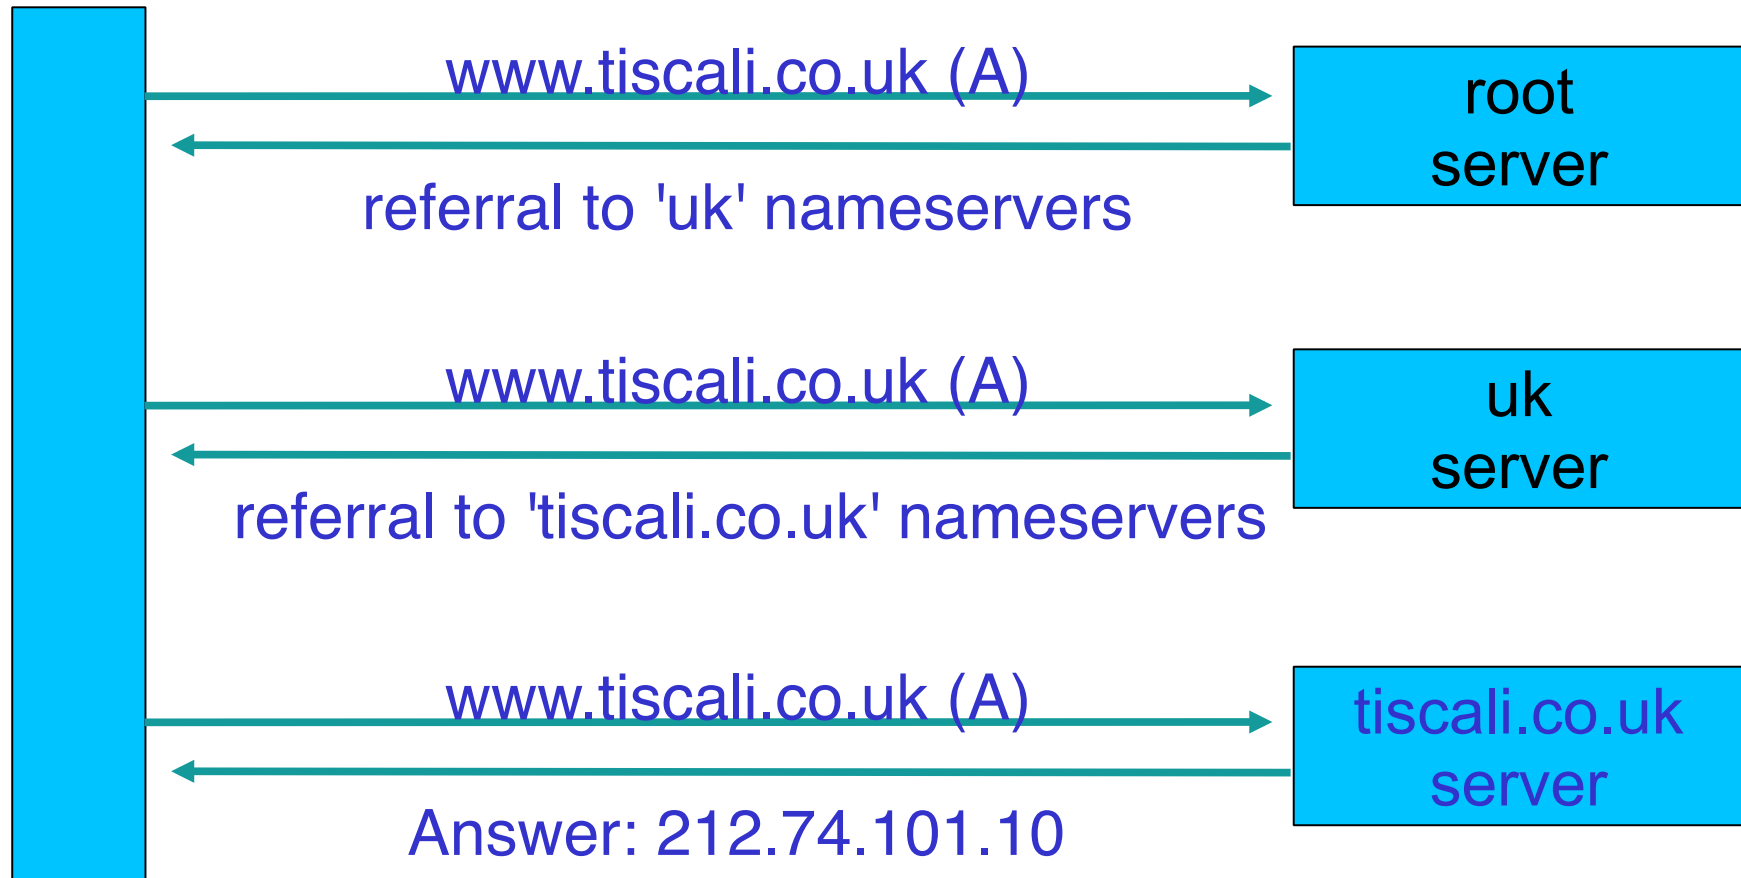 www.tiscali.co.uk (A)
root
server
referral to 'uk' nameservers
www.tiscali.co.uk (A)
uk
server
referral to 'tiscali.co.uk' nameservers
www.tiscali.co.uk (A)
tiscali.co.uk
server
Answer: 212.74.101.10